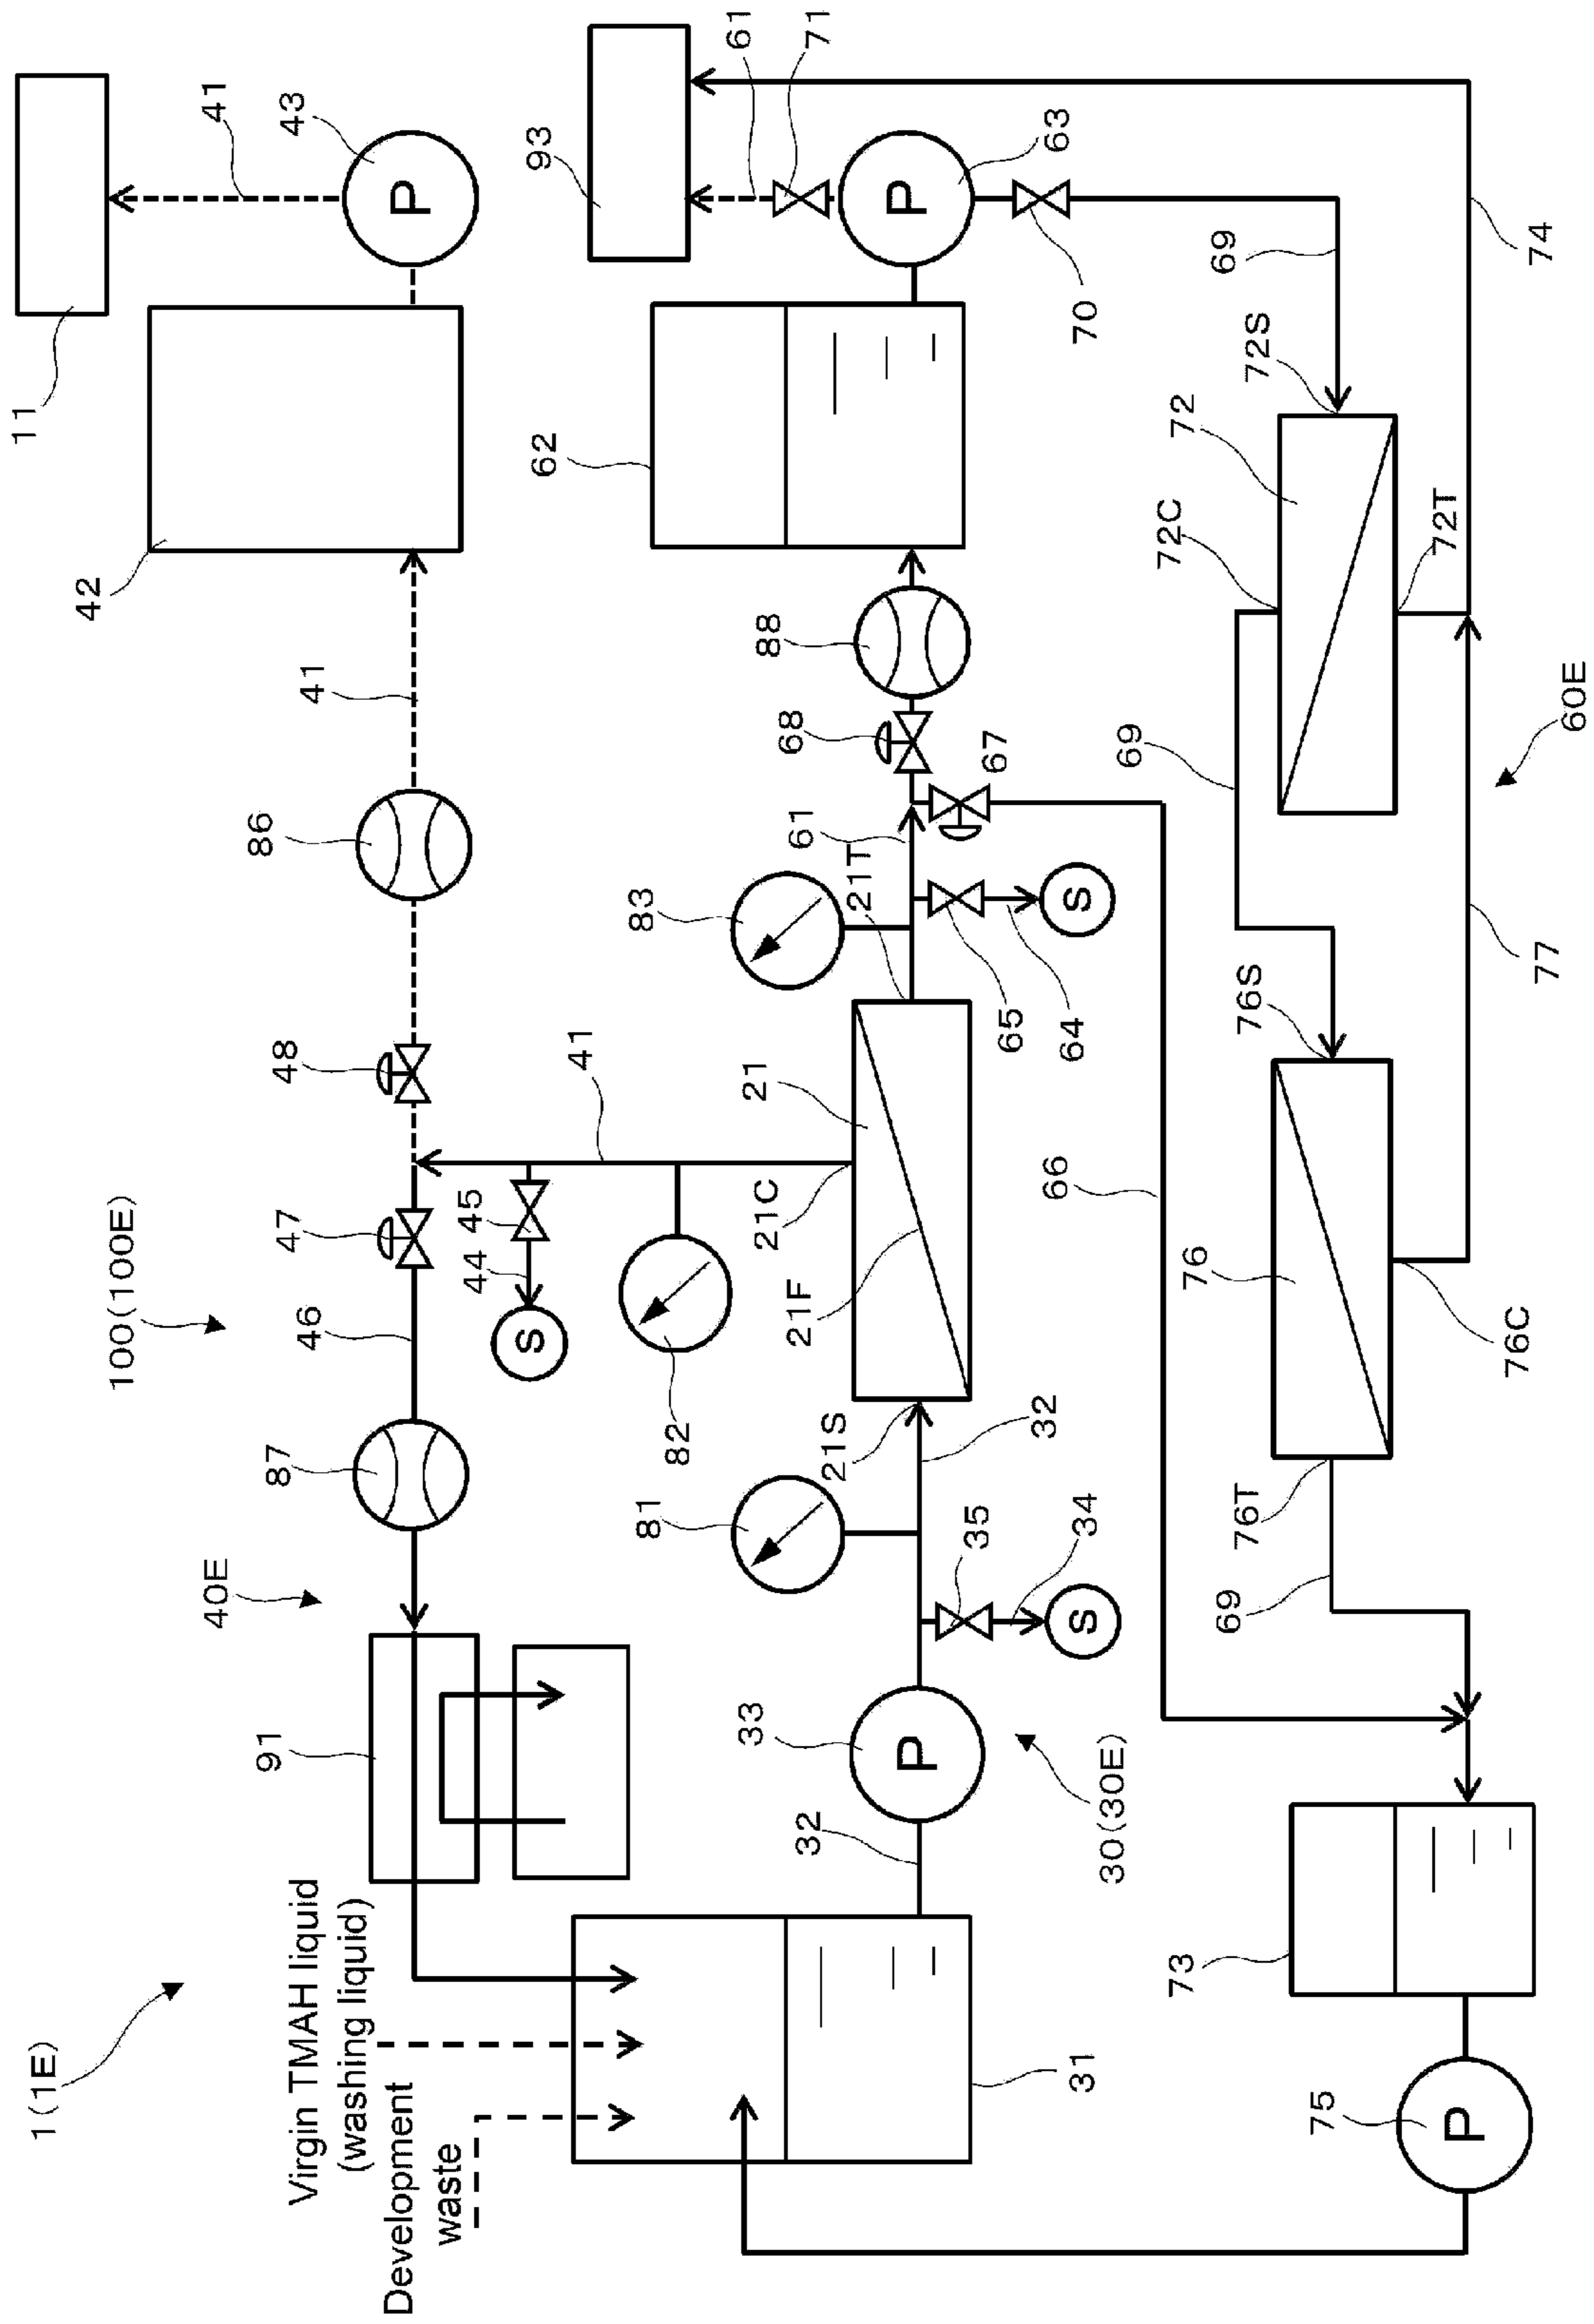 1(1E)
Virgin TMAH liquid
(washing liquid)
Development
waste
91
40E
87
46
100(100E)
47
48
86
41
42
11
41
43
P
44
45
S
41
82
31
32
33
P
30(30E)
81
35
34
S
32
21S
21F
21C
21
21T
83
61
65
64
S
68
67
88
62
93
61
71
P
63
70
69
66
73
75
P
69
76T
76
76C
76S
77
69
60E
72C
72
72S
72T
74